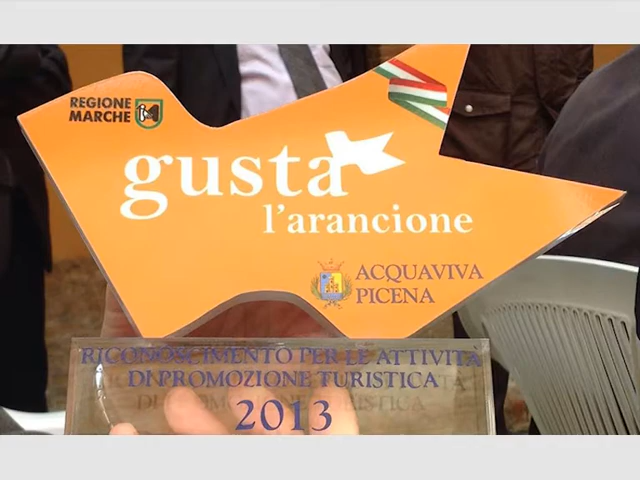 REGIONE
MARCHE
gusta
l'arancione
ACQUAVIVA
PICENA
RICONOSCIMENTO PER LE ATTIVITÀ
DI PROMOZIONE TURISTICA
2013